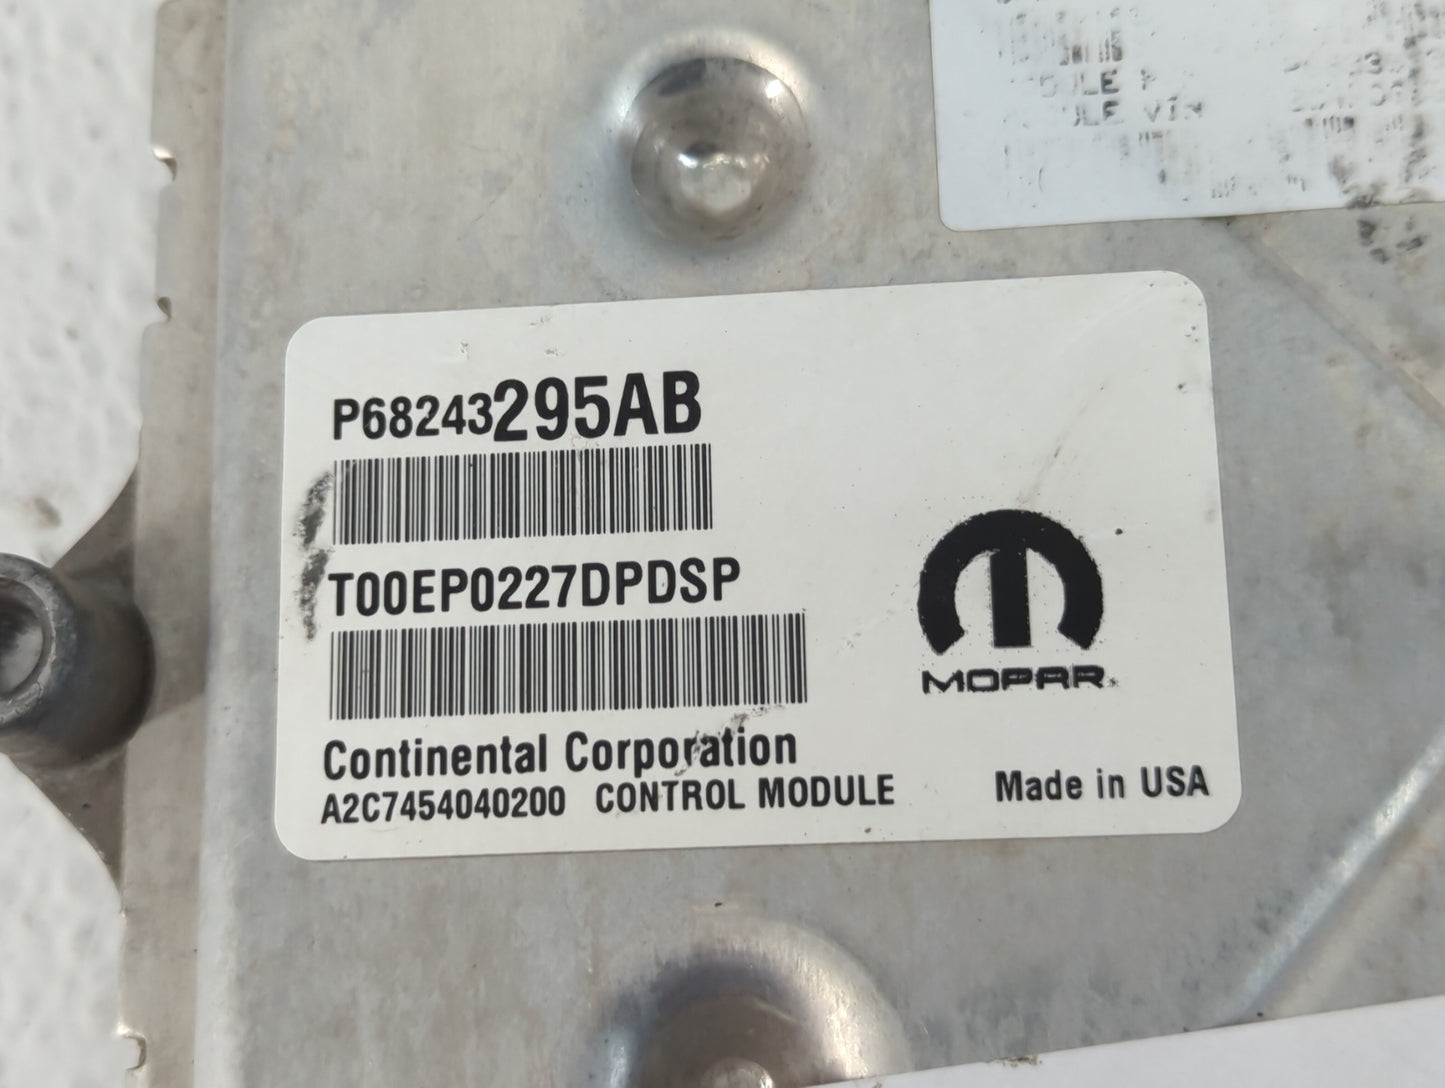 P68243295AB
T00EP0227DPDSP
MOPAR
Continental Corporation
A2C7454040200 CONTROL MODULE
Made in USA